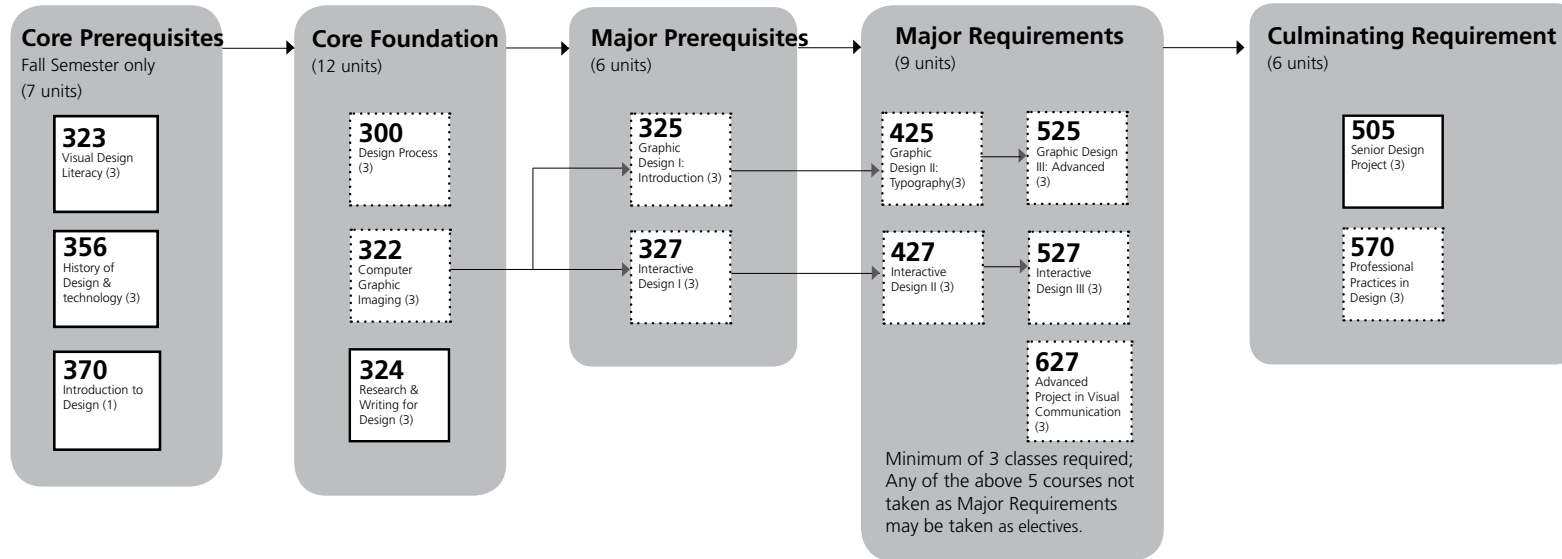 Core Prerequisites
Fall Semester only
(7 units)
323
Visual Design
Literacy (3)
356
History of
Design &
technology (3)
370
Introduction to
Design (1)
Core Foundation
(12 units)
300
Design Process
(3)
322
Computer
Graphic
Imaging (3)
324
Research &
Writing for
Design (3)
Major Prerequisites
(6 units)
325
Graphic
Design I:
Introduction (3)
327
Interactive
Design I (3)
Major Requirements
(9 units)
425
Graphic
Design II:
Typography(3)
525
Graphic Design
III: Advanced
(3)
427
Interactive
Design II (3)
527
Interactive
Design III (3)
627
Advanced
Project in Visual
Communication
(3)
Minimum of 3 classes required;
Any of the above 5 courses not
taken as Major Requirements
may be taken as electives.
Culminating Requirement
(6 units)
505
Senior Design
Project (3)
570
Professional
Practices in
Design (3)